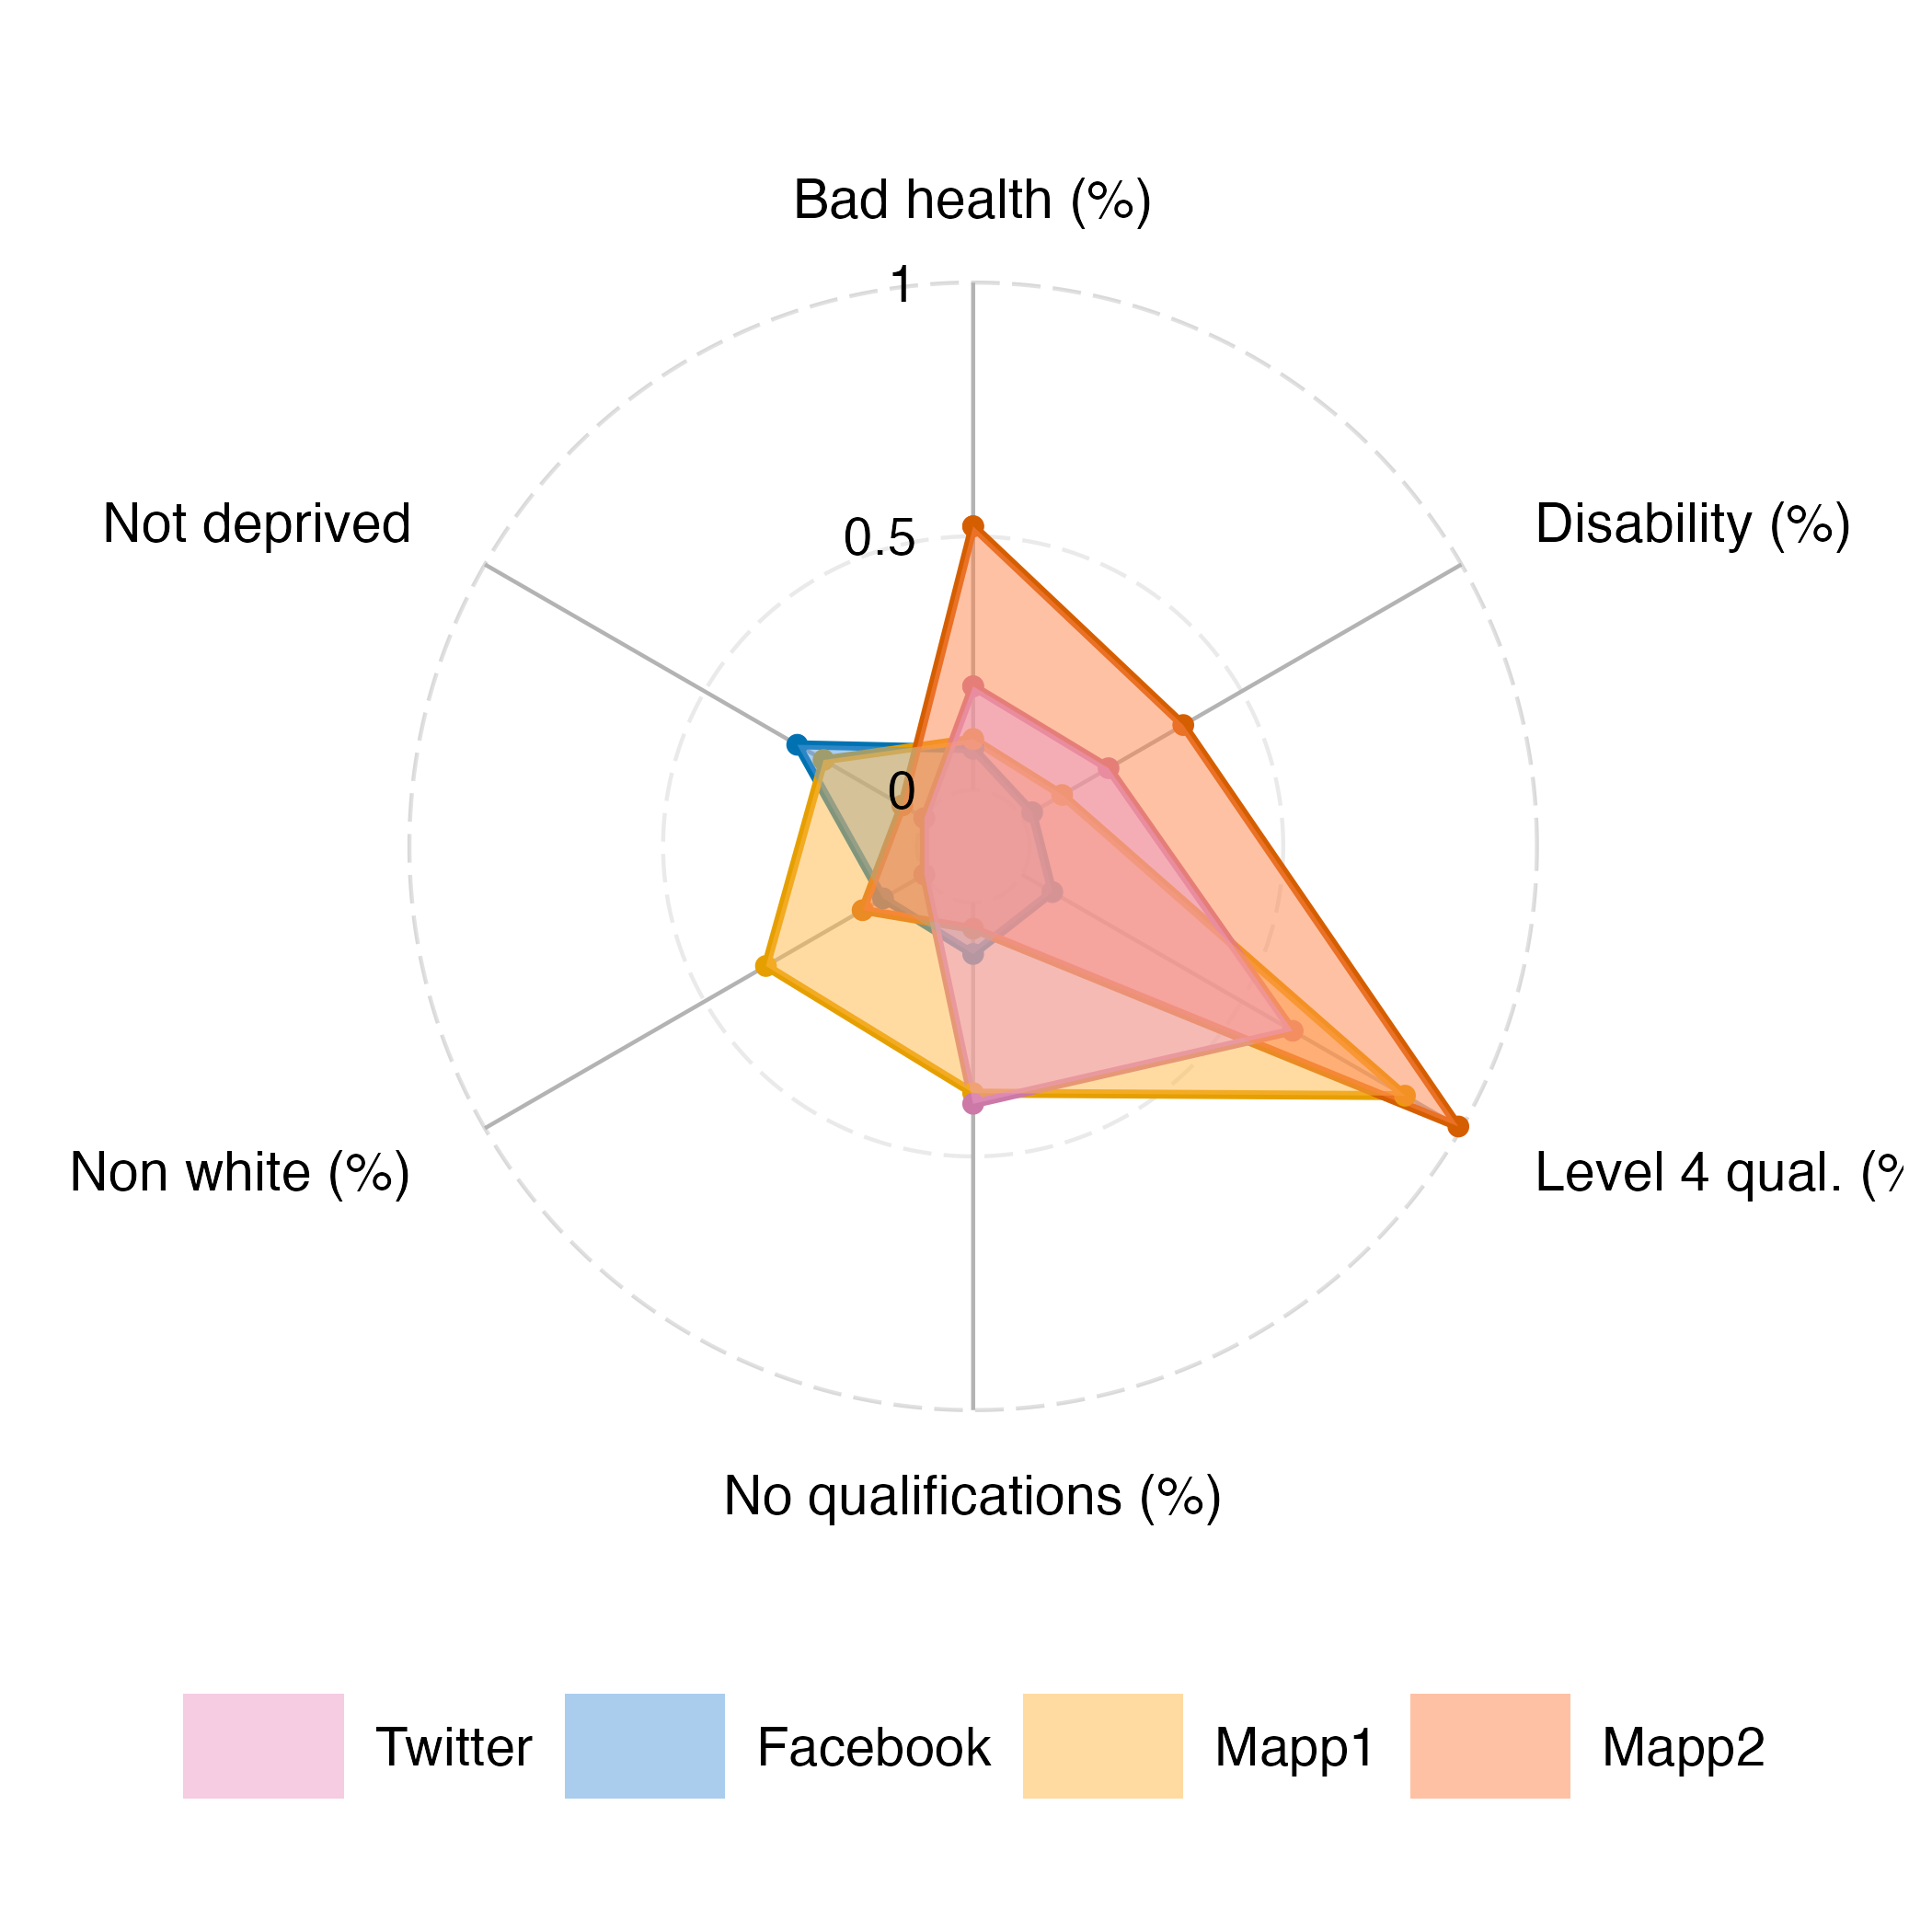 Bad health (%)
1
Not deprived
Disability (%)
0.5
0
Non white (%)
Level 4 qual. (%
No qualifications (%)
Twitter
Facebook
Mapp1
Mapp2